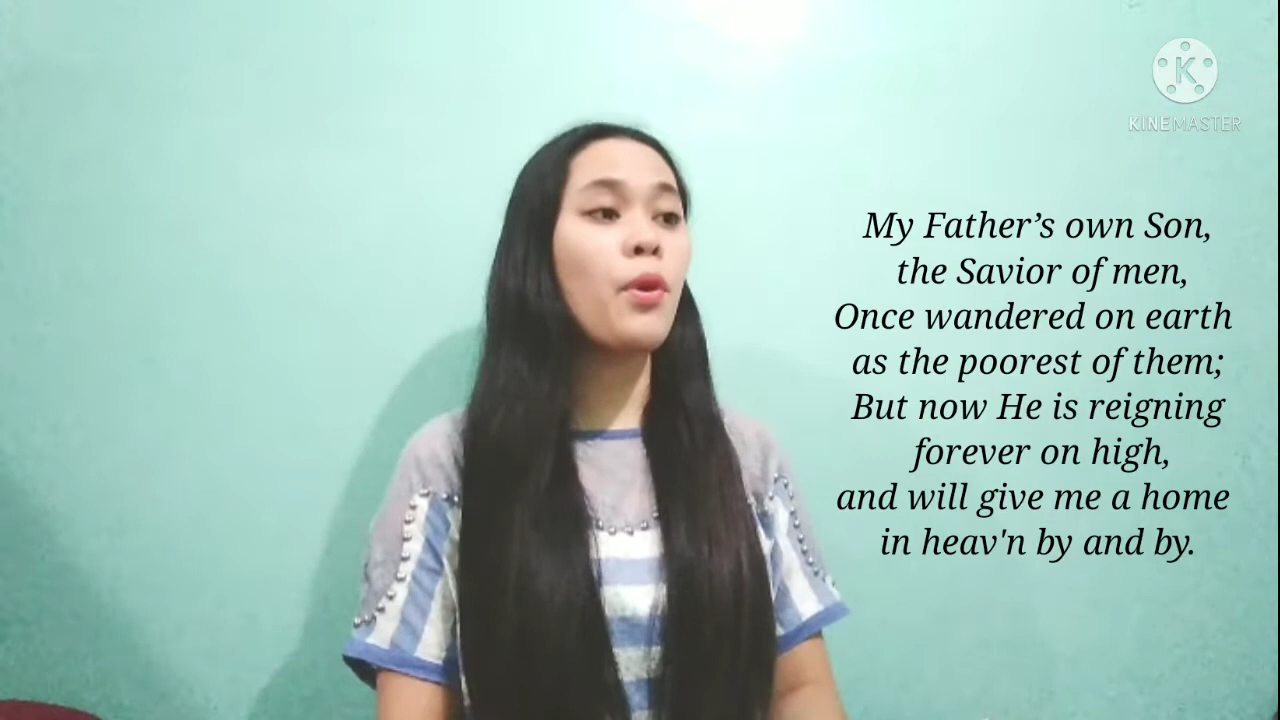 KINEMASTER
My Father’s own Son,
the Savior of men,
Once wandered on earth
as the poorest of them;
But now He is reigning
forever on high,
and will give me a home
in heav'n by and by.